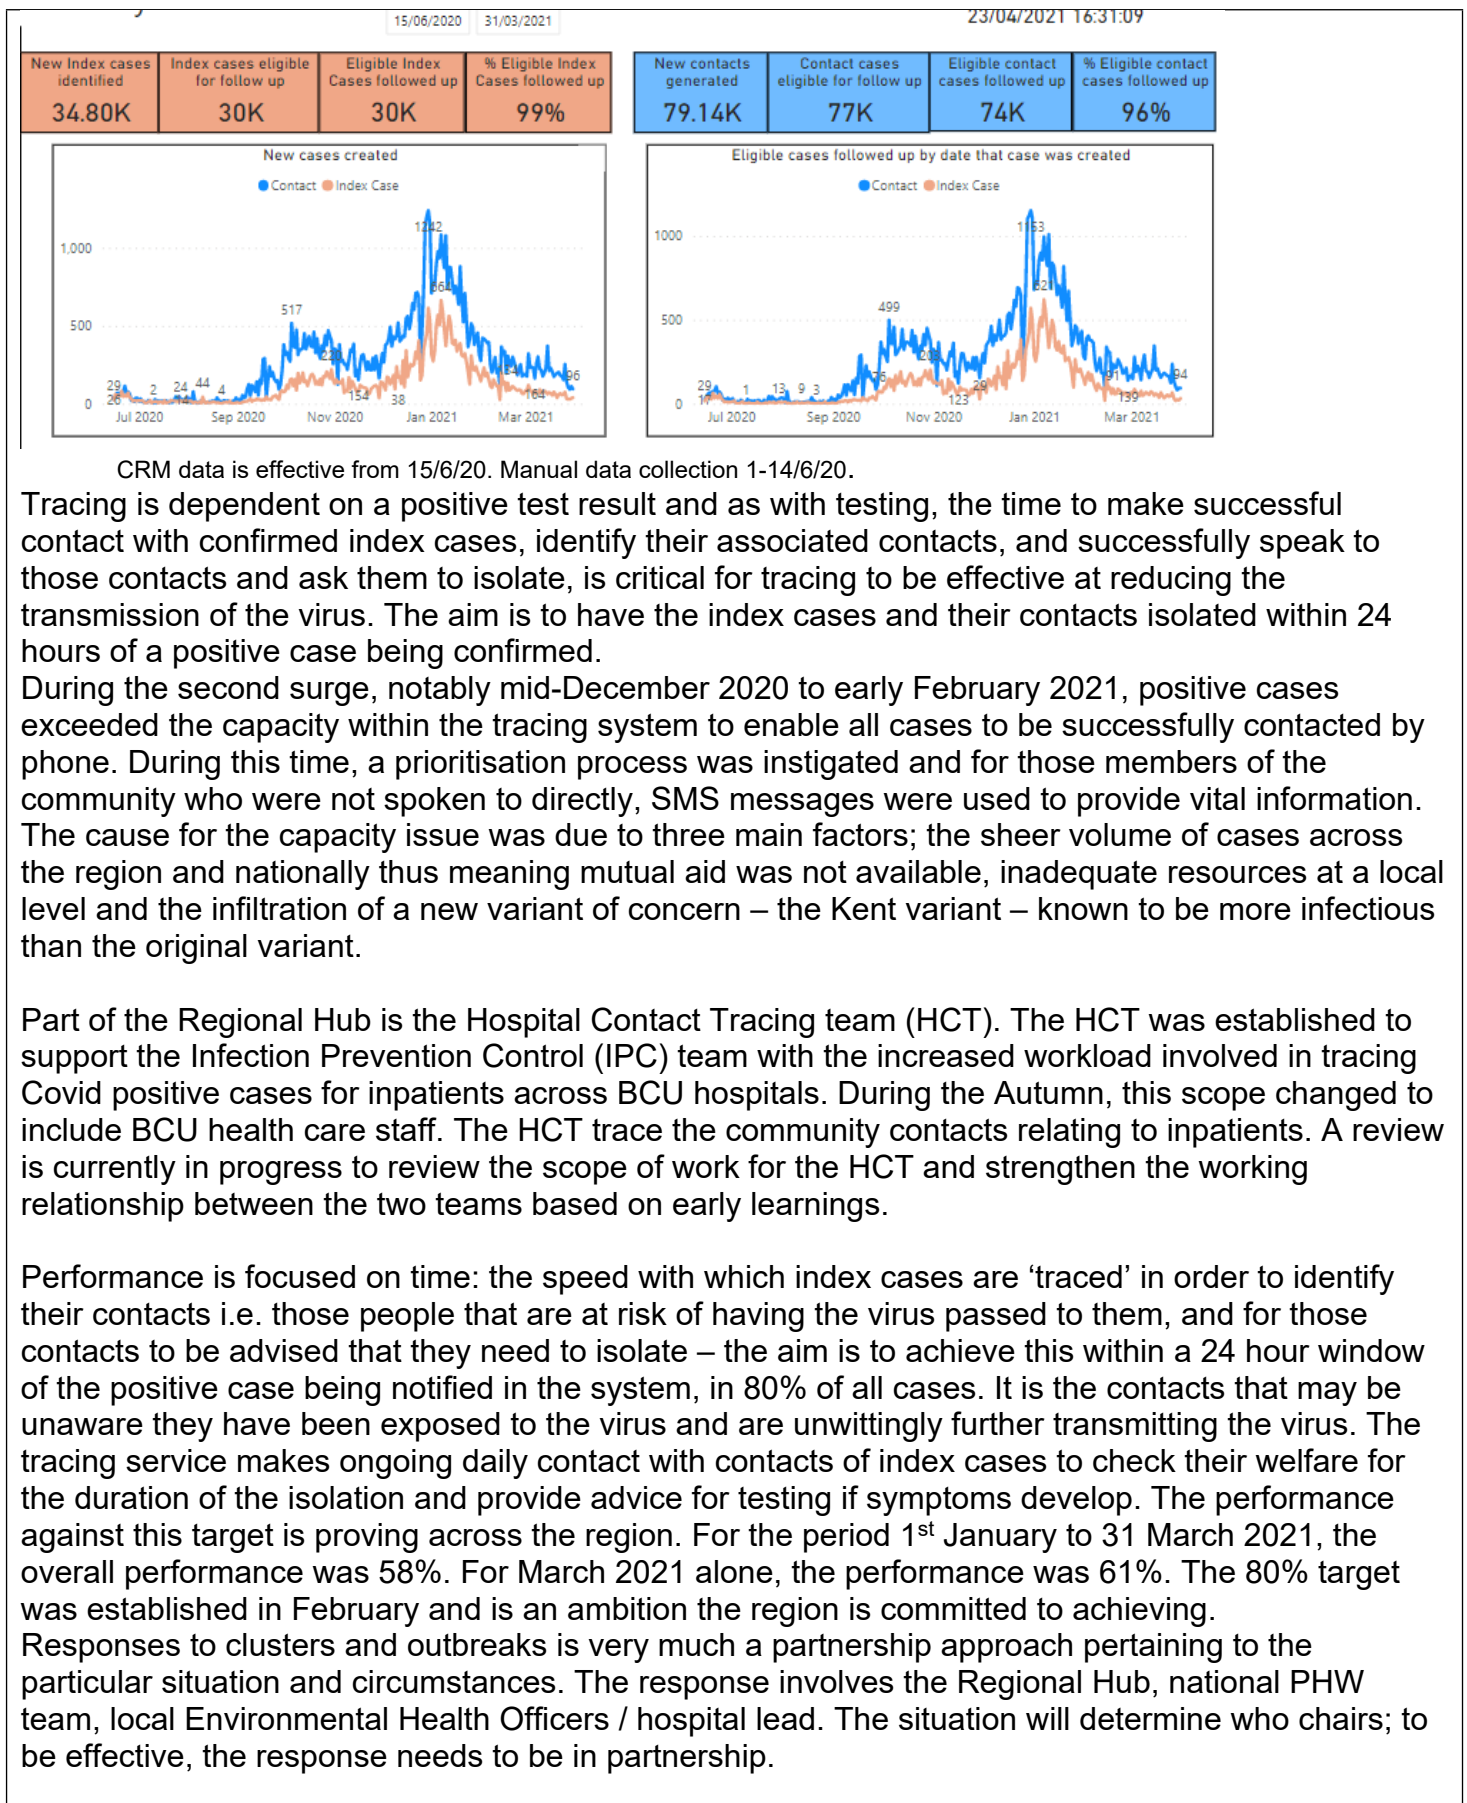 15/06/2020 31/03/2021
23/04/2021 16:31:09
New Index cases identified
34.80K
Index cases eligible for follow up
30K
Eligible Index Cases followed up
30K
% Eligible Index Cases followed up
99%
New contacts generated
79.14K
Contact cases eligible for follow up
77K
Eligible contact cases followed up
74K
% Eligible contact cases followed up
96%
New cases created
Contact Index Case
1,000
500
0
1242
664
517
220
29
26
2
24
14
44
4
154
38
164
96
Jul 2020 Sep 2020 Nov 2020 Jan 2021 Mar 2021
Eligible cases followed up by date that case was created
Contact Index Case
1000
500
0
1153
621
499
203
29
17
1
13
9
3
75
123
29
91
139
94
Jul 2020 Sep 2020 Nov 2020 Jan 2021 Mar 2021
CRM data is effective from 15/6/20. Manual data collection 1-14/6/20.
Tracing is dependent on a positive test result and as with testing, the time to make successful
contact with confirmed index cases, identify their associated contacts, and successfully speak to
those contacts and ask them to isolate, is critical for tracing to be effective at reducing the
transmission of the virus. The aim is to have the index cases and their contacts isolated within 24
hours of a positive case being confirmed.
During the second surge, notably mid-December 2020 to early February 2021, positive cases
exceeded the capacity within the tracing system to enable all cases to be successfully contacted by
phone. During this time, a prioritisation process was instigated and for those members of the
community who were not spoken to directly, SMS messages were used to provide vital information.
The cause for the capacity issue was due to three main factors; the sheer volume of cases across
the region and nationally thus meaning mutual aid was not available, inadequate resources at a local
level and the infiltration of a new variant of concern – the Kent variant – known to be more infectious
than the original variant.
Part of the Regional Hub is the Hospital Contact Tracing team (HCT). The HCT was established to
support the Infection Prevention Control (IPC) team with the increased workload involved in tracing
Covid positive cases for inpatients across BCU hospitals. During the Autumn, this scope changed to
include BCU health care staff. The HCT trace the community contacts relating to inpatients. A review
is currently in progress to review the scope of work for the HCT and strengthen the working
relationship between the two teams based on early learnings.
Performance is focused on time: the speed with which index cases are ‘traced’ in order to identify
their contacts i.e. those people that are at risk of having the virus passed to them, and for those
contacts to be advised that they need to isolate – the aim is to achieve this within a 24 hour window
of the positive case being notified in the system, in 80% of all cases. It is the contacts that may be
unaware they have been exposed to the virus and are unwittingly further transmitting the virus. The
tracing service makes ongoing daily contact with contacts of index cases to check their welfare for
the duration of the isolation and provide advice for testing if symptoms develop. The performance
against this target is proving across the region. For the period 1st January to 31 March 2021, the
overall performance was 58%. For March 2021 alone, the performance was 61%. The 80% target
was established in February and is an ambition the region is committed to achieving.
Responses to clusters and outbreaks is very much a partnership approach pertaining to the
particular situation and circumstances. The response involves the Regional Hub, national PHW
team, local Environmental Health Officers / hospital lead. The situation will determine who chairs; to
be effective, the response needs to be in partnership.